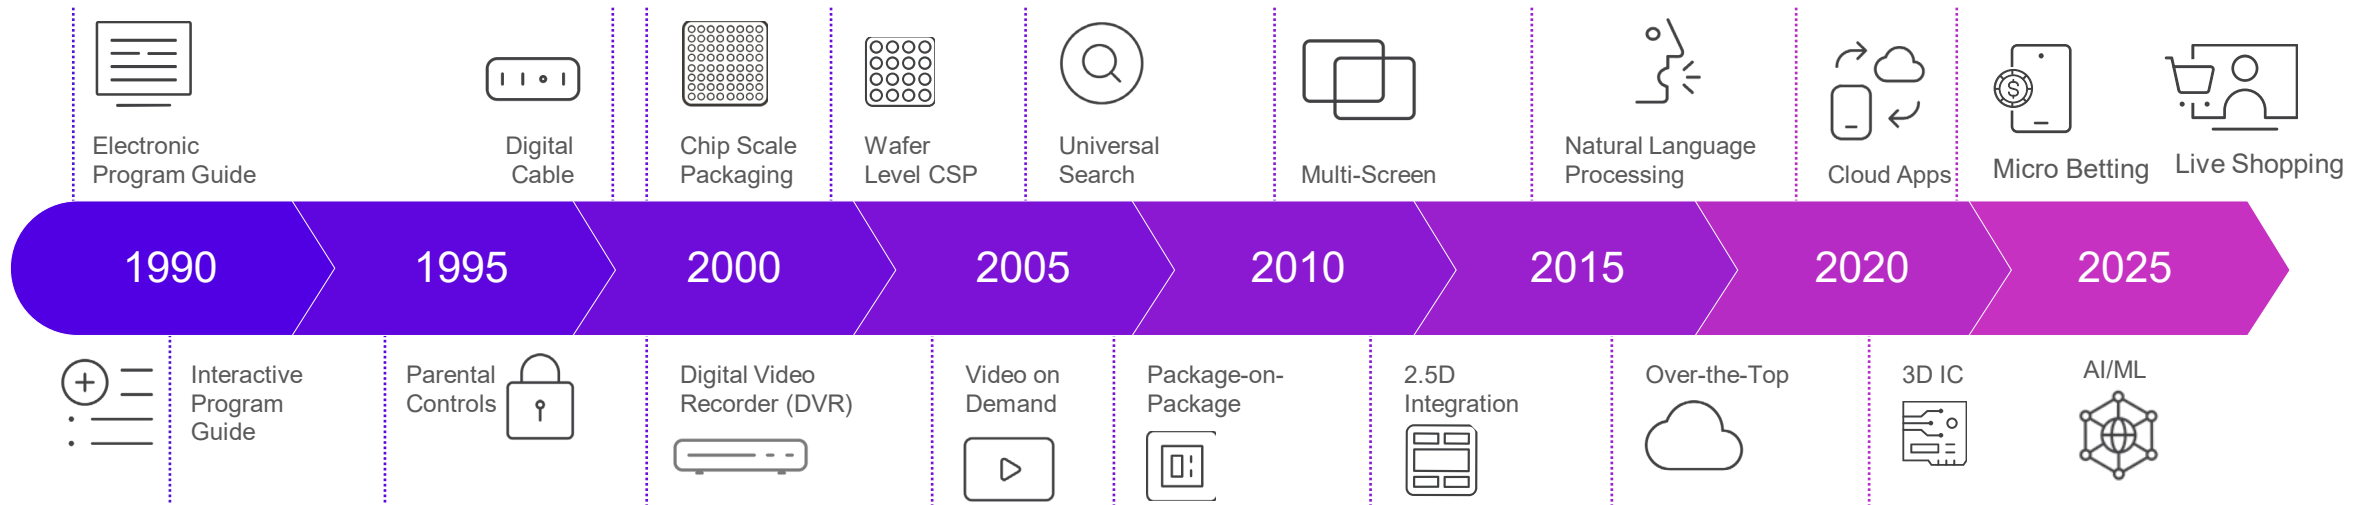 Electronic
Program Guide
Digital
Cable
Chip Scale
Packaging
Wafer
Level CSP
Universal
Search
Multi-Screen
Natural Language
Processing
Cloud Apps
$
Micro Betting
Live Shopping
1990
1995
2000
2005
2010
2015
2020
2025
Interactive
Program
Guide
Parental
Controls
Digital Video
Recorder (DVR)
Video on
Demand
Package-on-
Package
2.5D
Integration
Over-the-Top
3D IC
AI/ML